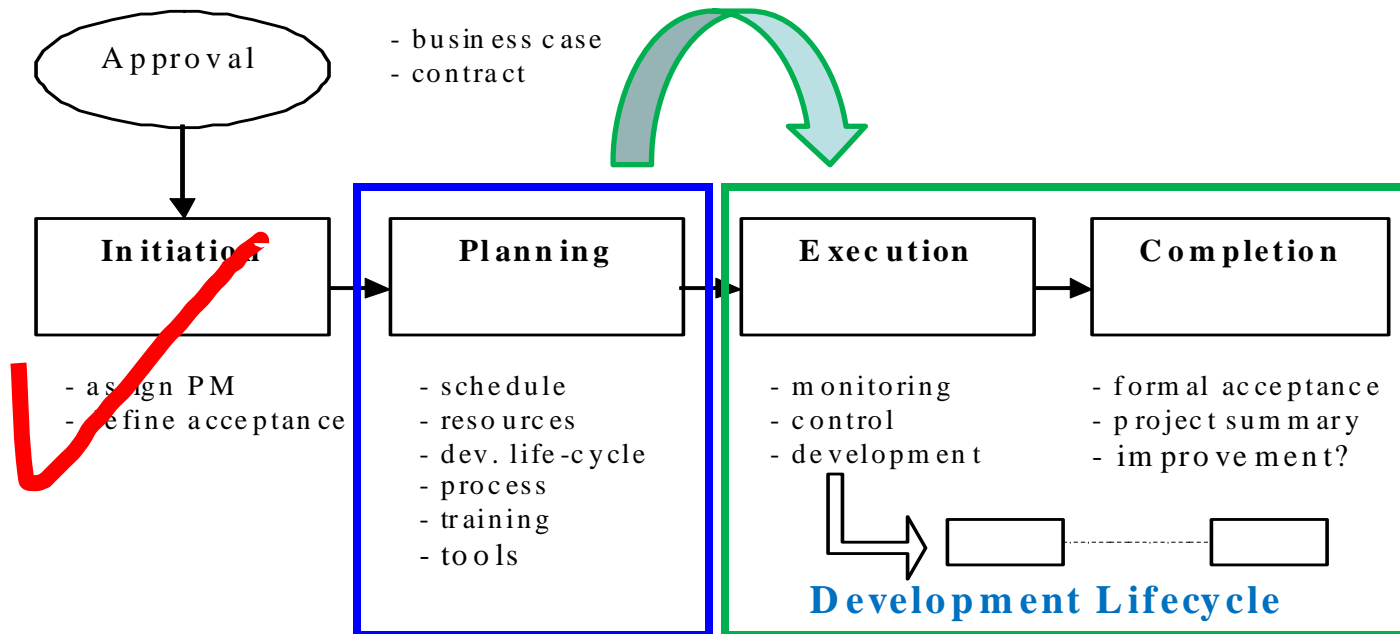 Approval
- business case
- contract
Initiation
- assign PM
- define acceptance
Planning
- schedule
- resources
- dev. life-cycle
- process
- training
- tools
Execution
- monitoring
- control
- development
Completion
- formal acceptance
- project summary
- improvement?
Development Lifecycle